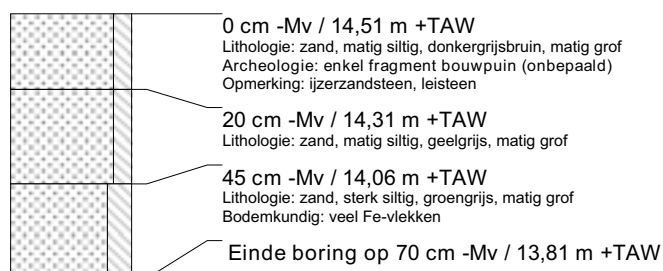 0 cm -Mv / 14,51 m +TAW
Lithologie: zand, matig siltig, donkergrijsbruin, matig grof
Archeologie: enkel fragment bouwpuin (onbepaald)
Opmerking: ijzerzandsteen, leisteen
20 cm -Mv / 14,31 m +TAW
Lithologie: zand, matig siltig, geelgrijs, matig grof
45 cm -Mv / 14,06 m +TAW
Lithologie: zand, sterk siltig, groengrijs, matig grof
Bodemkundig: veel Fe-vlekken
Einde boring op 70 cm -Mv / 13,81 m +TAW